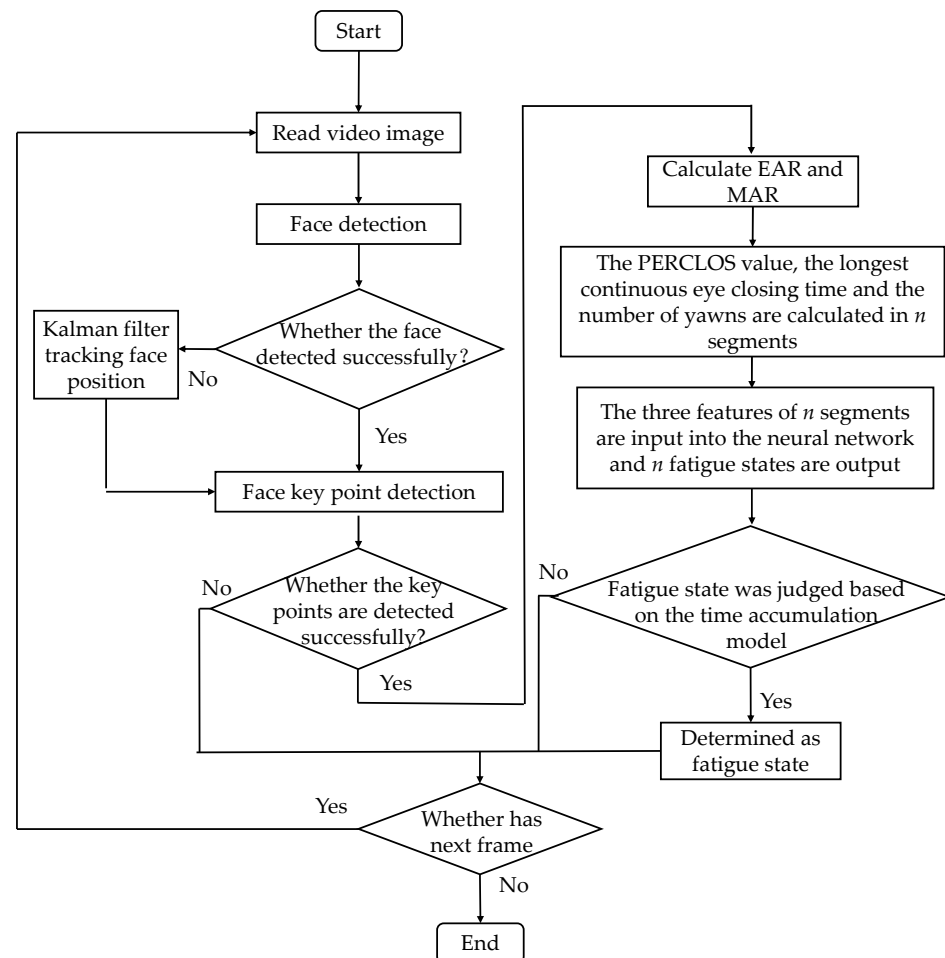 Start
Read video image
Face detection
Whether the face
detected successfully?
No
Kalman filter
tracking face
position
Yes
Face key point detection
Whether the key
points are detected
successfully?
No
Yes
Calculate EAR and
MAR
The PERCLOS value, the longest
continuous eye closing time and the
number of yawns are calculated in n
segments
The three features of n segments
are input into the neural network
and n fatigue states are output
Fatigue state was judged based
on the time accumulation
model
No
Yes
Determined as
fatigue state
Whether has
next frame
Yes
No
End